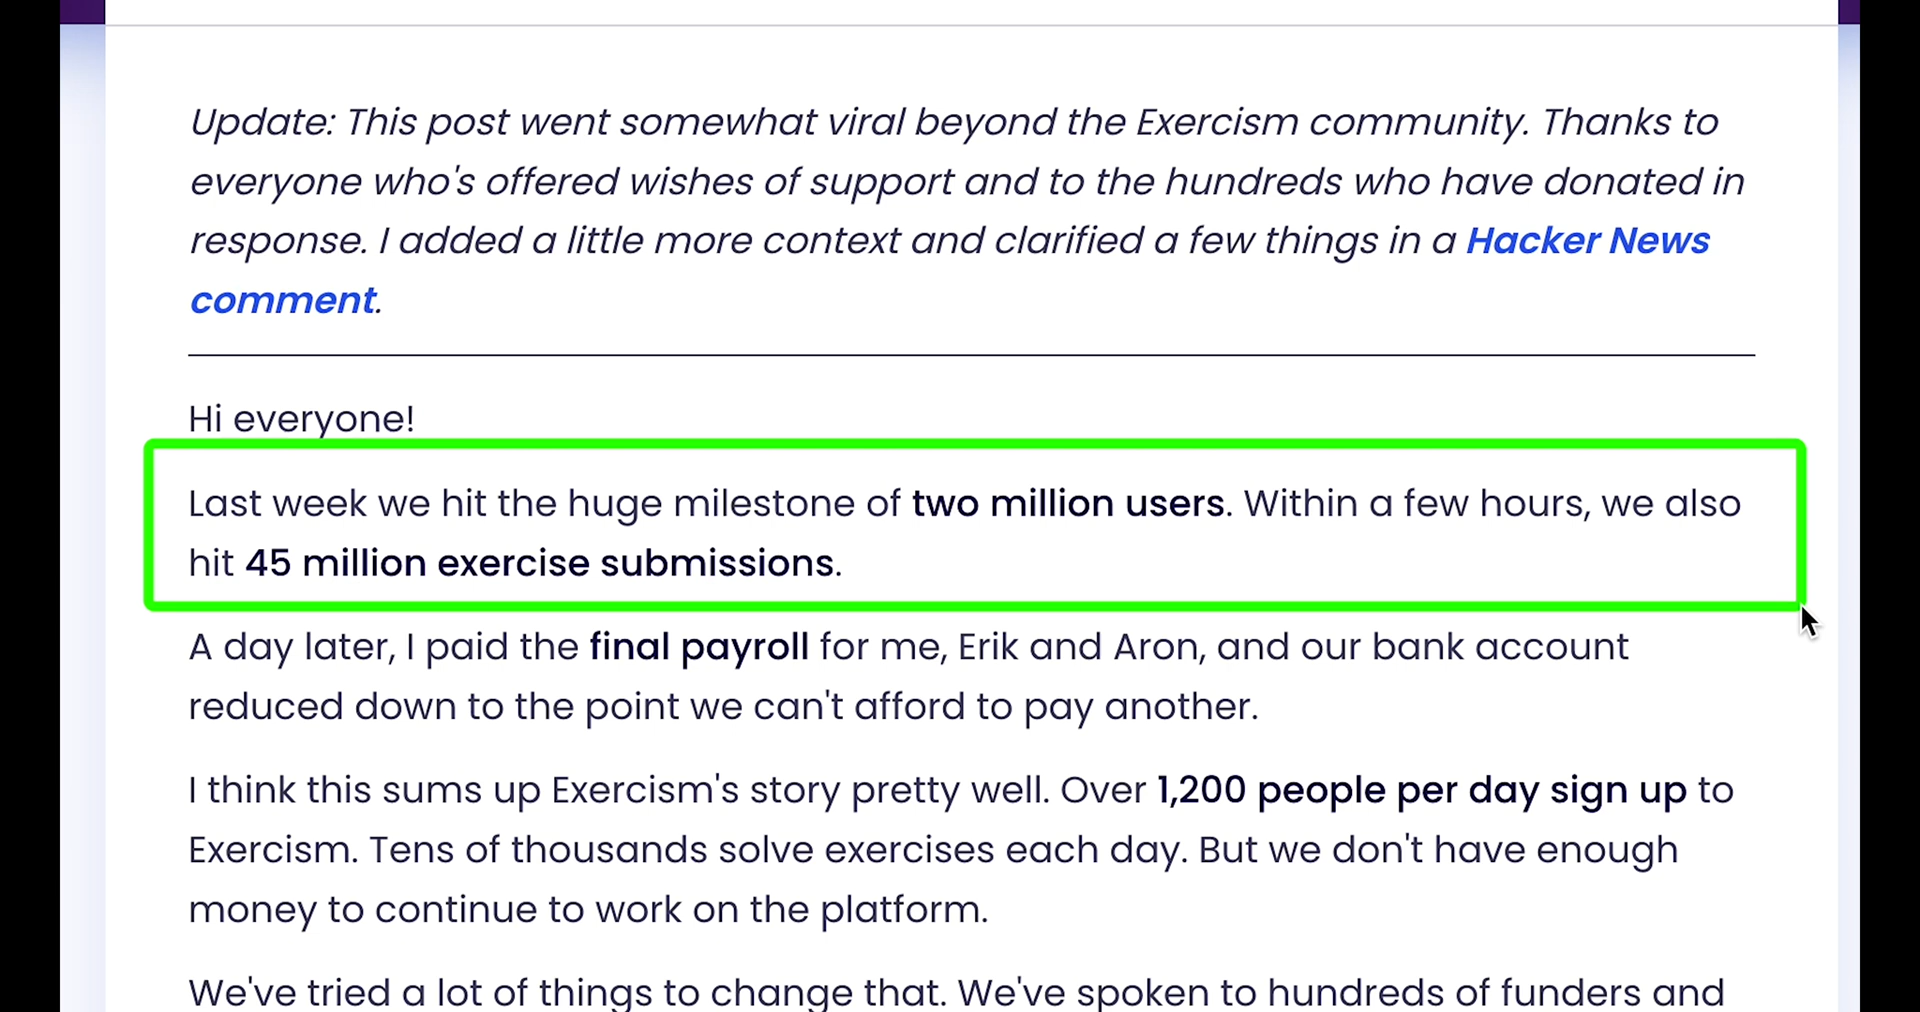 Update: This post went somewhat viral beyond the Exercism community. Thanks to
everyone who's offered wishes of support and to the hundreds who have donated in
response. I added a little more context and clarified a few things in a Hacker News
comment.
Hi everyone!
Last week we hit the huge milestone of two million users. Within a few hours, we also
hit 45 million exercise submissions.
A day later, I paid the final payroll for me, Erik and Aron, and our bank account
reduced down to the point we can't afford to pay another.
I think this sums up Exercism's story pretty well. Over 1,200 people per day sign up to
Exercism. Tens of thousands solve exercises each day. But we don't have enough
money to continue to work on the platform.
We've tried a lot of things to change that. We've spoken to hundreds of funders and